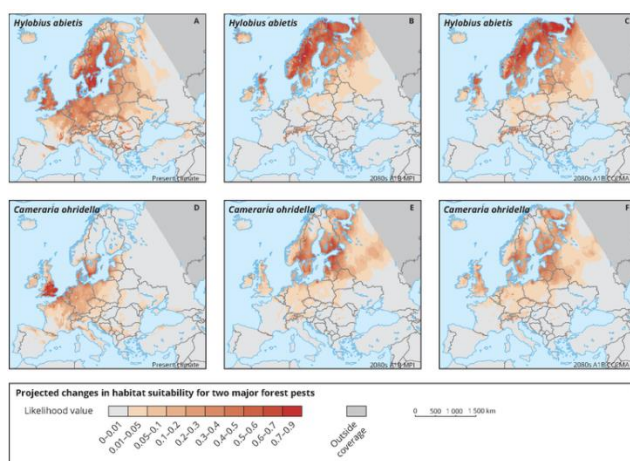 Hylobius abietis A
Present climate
Hylobius abietis B
2080s A1B MPI
Hylobius abietis C
2080s A1B CCCMA
Cameraria ohridella D
Present climate
Cameraria ohridella E
2080s A1B MPI
Cameraria ohridella F
2080s A1B CCCMA
Projected changes in habitat suitability for two major forest pests
Likelihood value
0–0.01
0.01–0.05
0.05–0.1
0.1–0.2
0.2–0.3
0.3–0.4
0.4–0.5
0.5–0.6
0.6–0.7
0.7–0.9
Outside
coverage
0 500 1 000 1 500 km